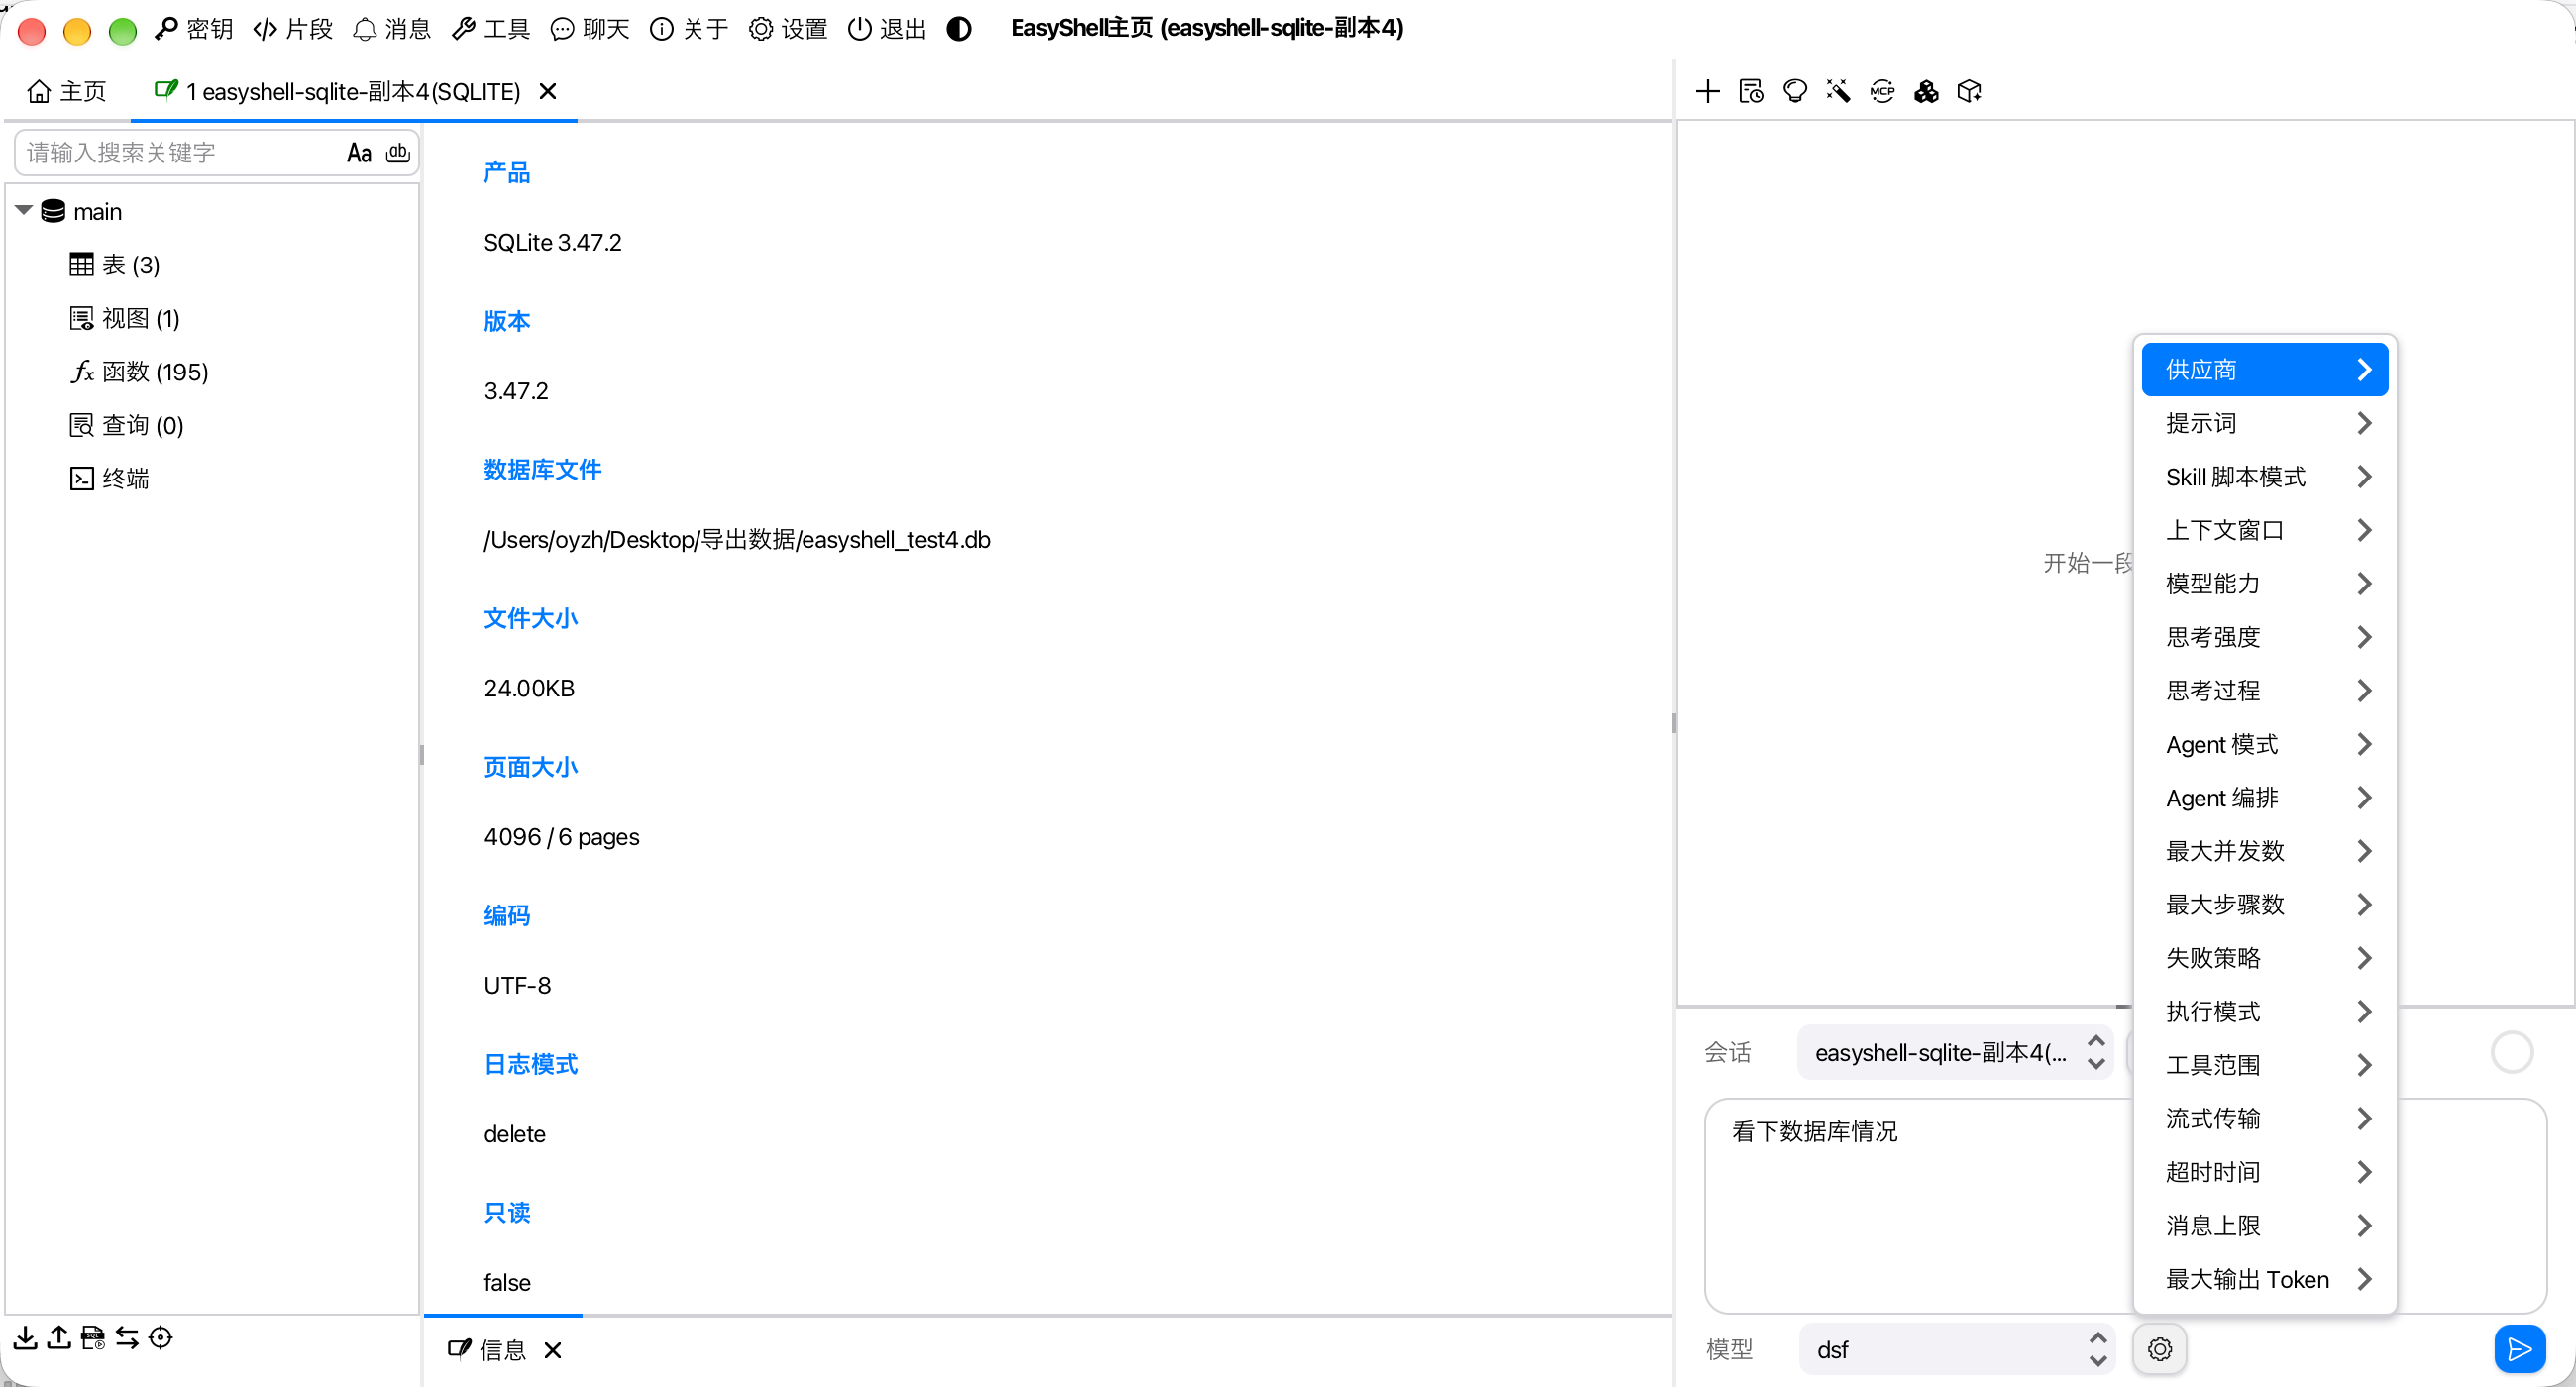 密钥 片段 消息 工具 聊天 关于 设置 退出 EasyShell主页 (easyshell-sqlite-副本4)
主页 1 easyshell-sqlite-副本4(SQLITE)
MCP
请输入搜索关键字 Aa ab
main
表 (3)
视图 (1)
fx 函数 (195)
查询 (0)
终端
产品
SQLite 3.47.2
版本
3.47.2
数据库文件
/Users/oyzh/Desktop/导出数据/easyshell_test4.db
文件大小
24.00KB
页面大小
4096 / 6 pages
编码
UTF-8
日志模式
delete
只读
false
信息
开始一段
供应商
提示词
Skill 脚本模式
上下文窗口
模型能力
思考强度
思考过程
Agent 模式
Agent 编排
最大并发数
最大步骤数
失败策略
执行模式
工具范围
流式传输
超时时间
消息上限
最大输出 Token
会话 easyshell-sqlite-副本4(...
看下数据库情况
模型 dsf